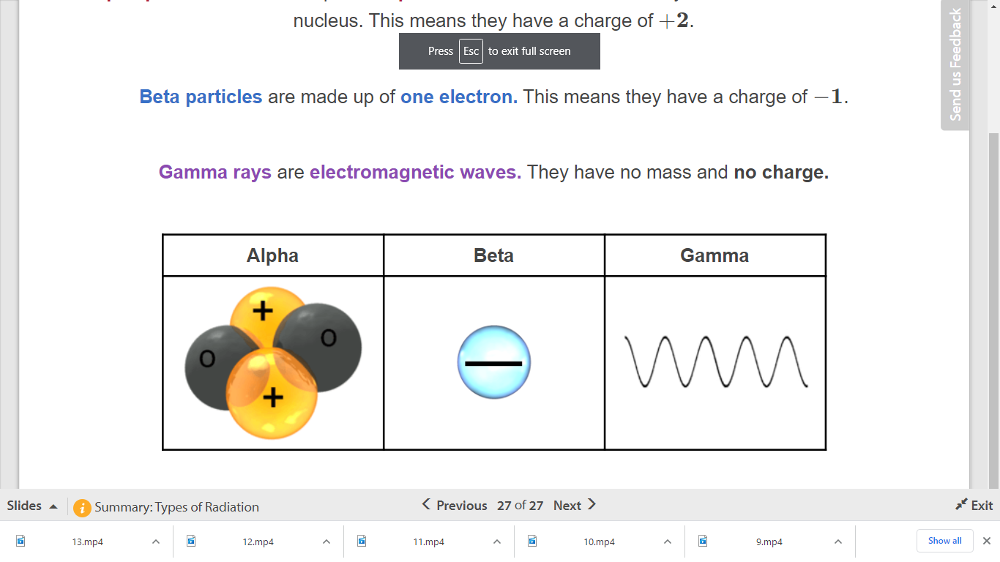 nucleus. This means they have a charge of +2.
Press Esc to exit full screen
Send us Feedback
Beta particles are made up of one electron. This means they have a charge of −1.
Gamma rays are electromagnetic waves. They have no mass and no charge.
Alpha Beta Gamma
+
O
O
+
−
Slides i Summary: Types of Radiation Previous 27 of 27 Next Exit
13.mp4 12.mp4 11.mp4 10.mp4 9.mp4 Show all